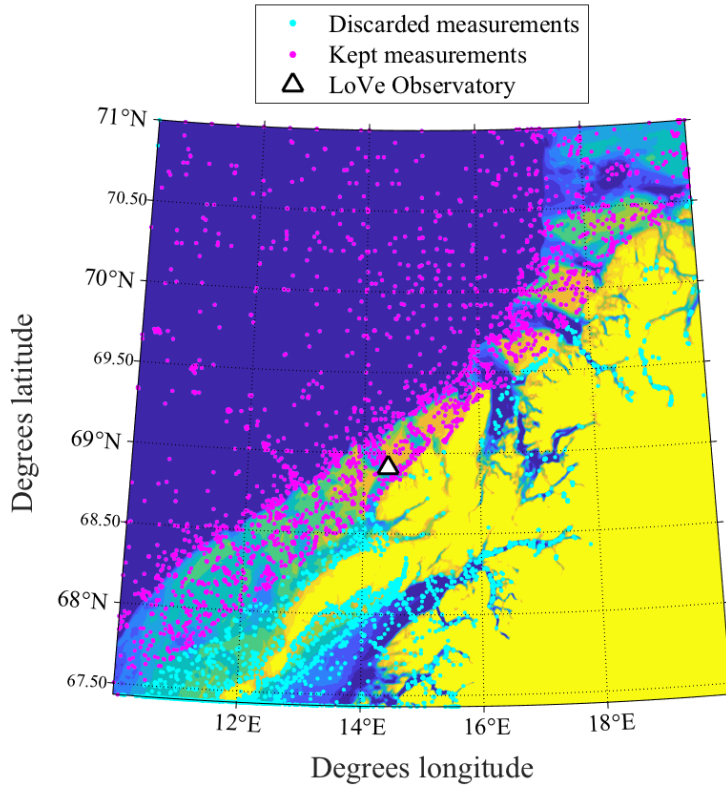 Discarded measurements
Kept measurements
LoVe Observatory
71°N
70.50
70°N
69.50
69°N
68.50
68°N
67.50
12°E
14°E
16°E
18°E
Degrees latitude
Degrees longitude